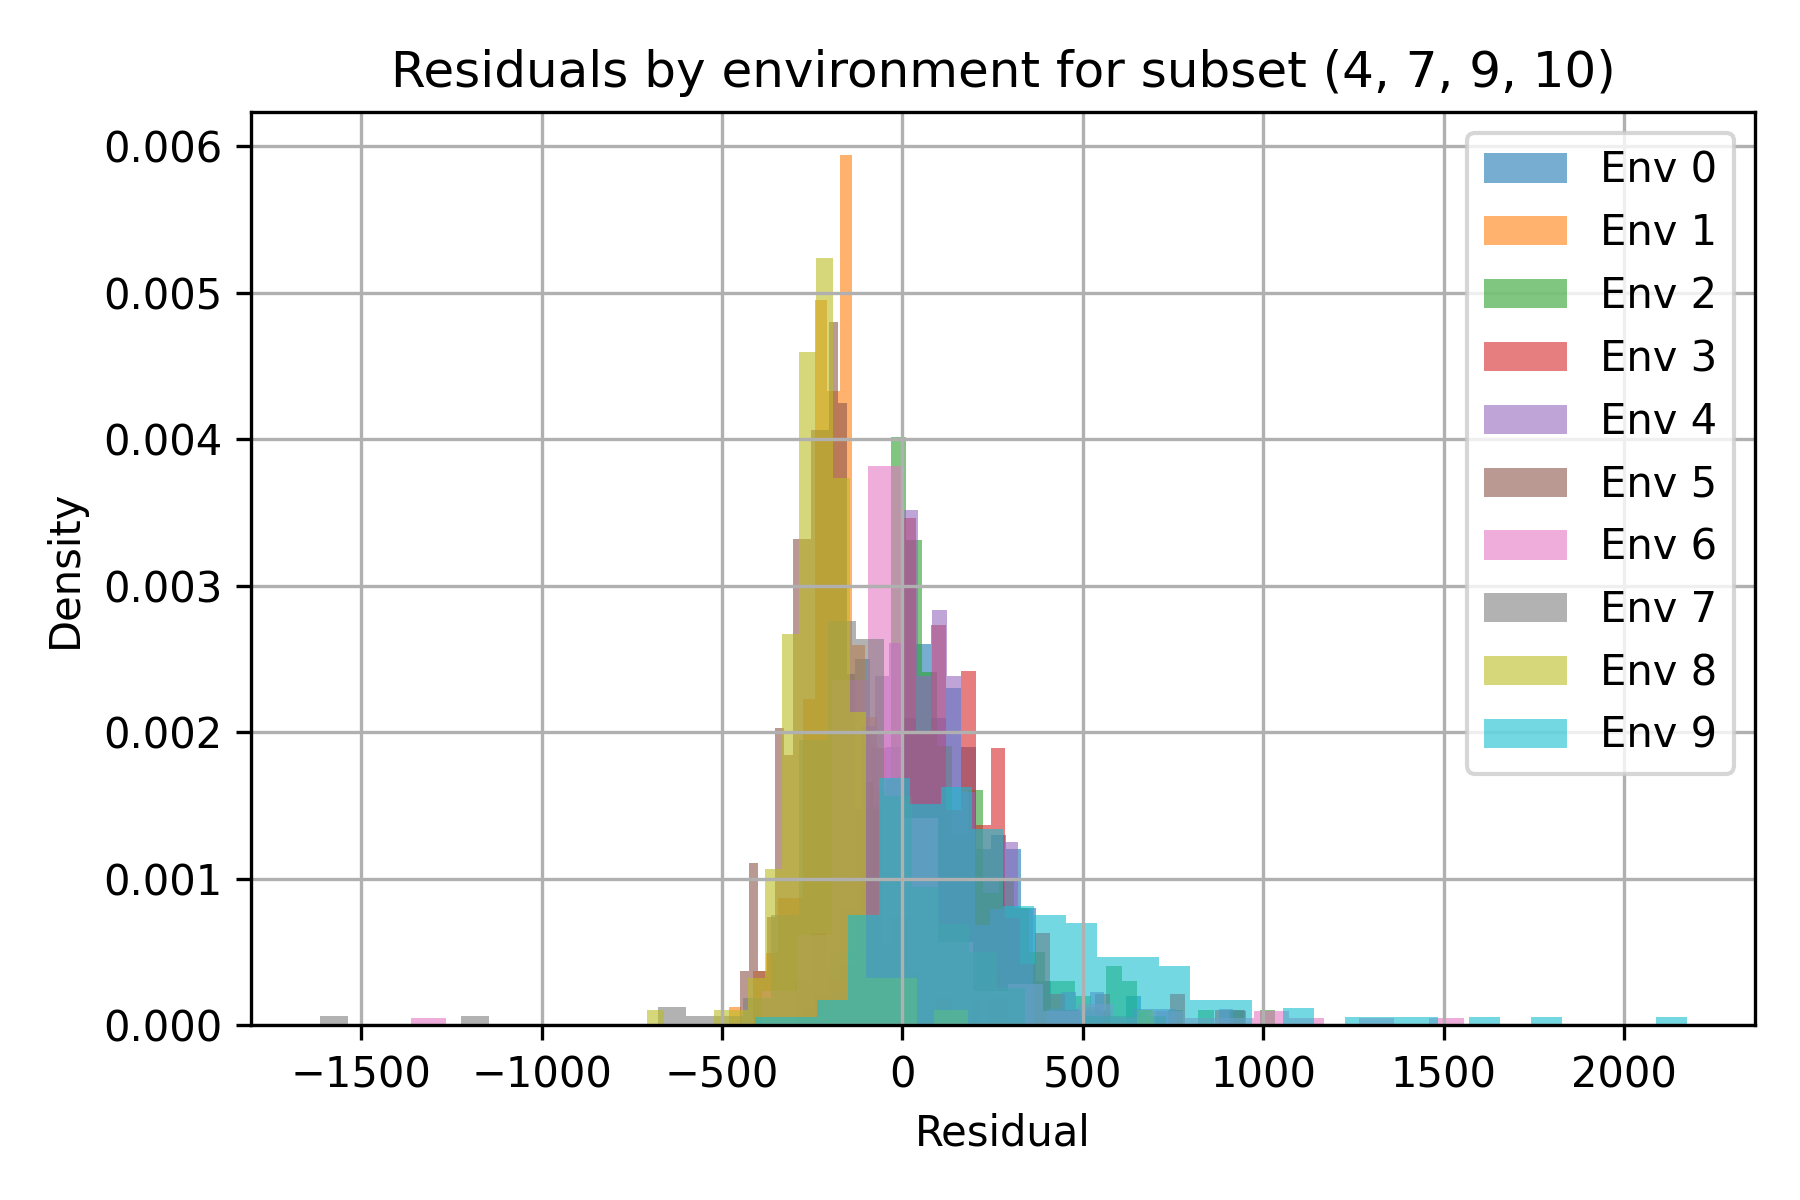 Residuals by environment for subset (4, 7, 9, 10)
0.006
0.005
0.004
0.003
0.002
0.001
0.000
Density
−1500
−1000
−500
0
500
1000
1500
2000
Residual
Env 0
Env 1
Env 2
Env 3
Env 4
Env 5
Env 6
Env 7
Env 8
Env 9